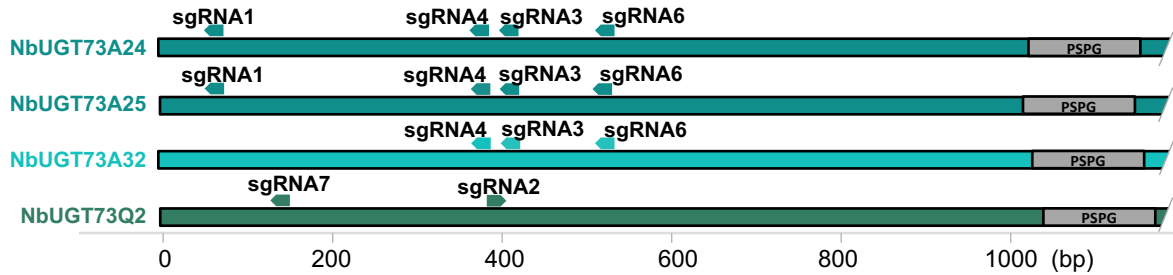 sgRNA1 sgRNA4 sgRNA3 sgRNA6
NbUGT73A24 PSPG
sgRNA1 sgRNA4 sgRNA3 sgRNA6
NbUGT73A25 PSPG
sgRNA4 sgRNA3 sgRNA6
NbUGT73A32 PSPG
sgRNA7 sgRNA2
NbUGT73Q2 PSPG
0 200 400 600 800 1000 (bp)